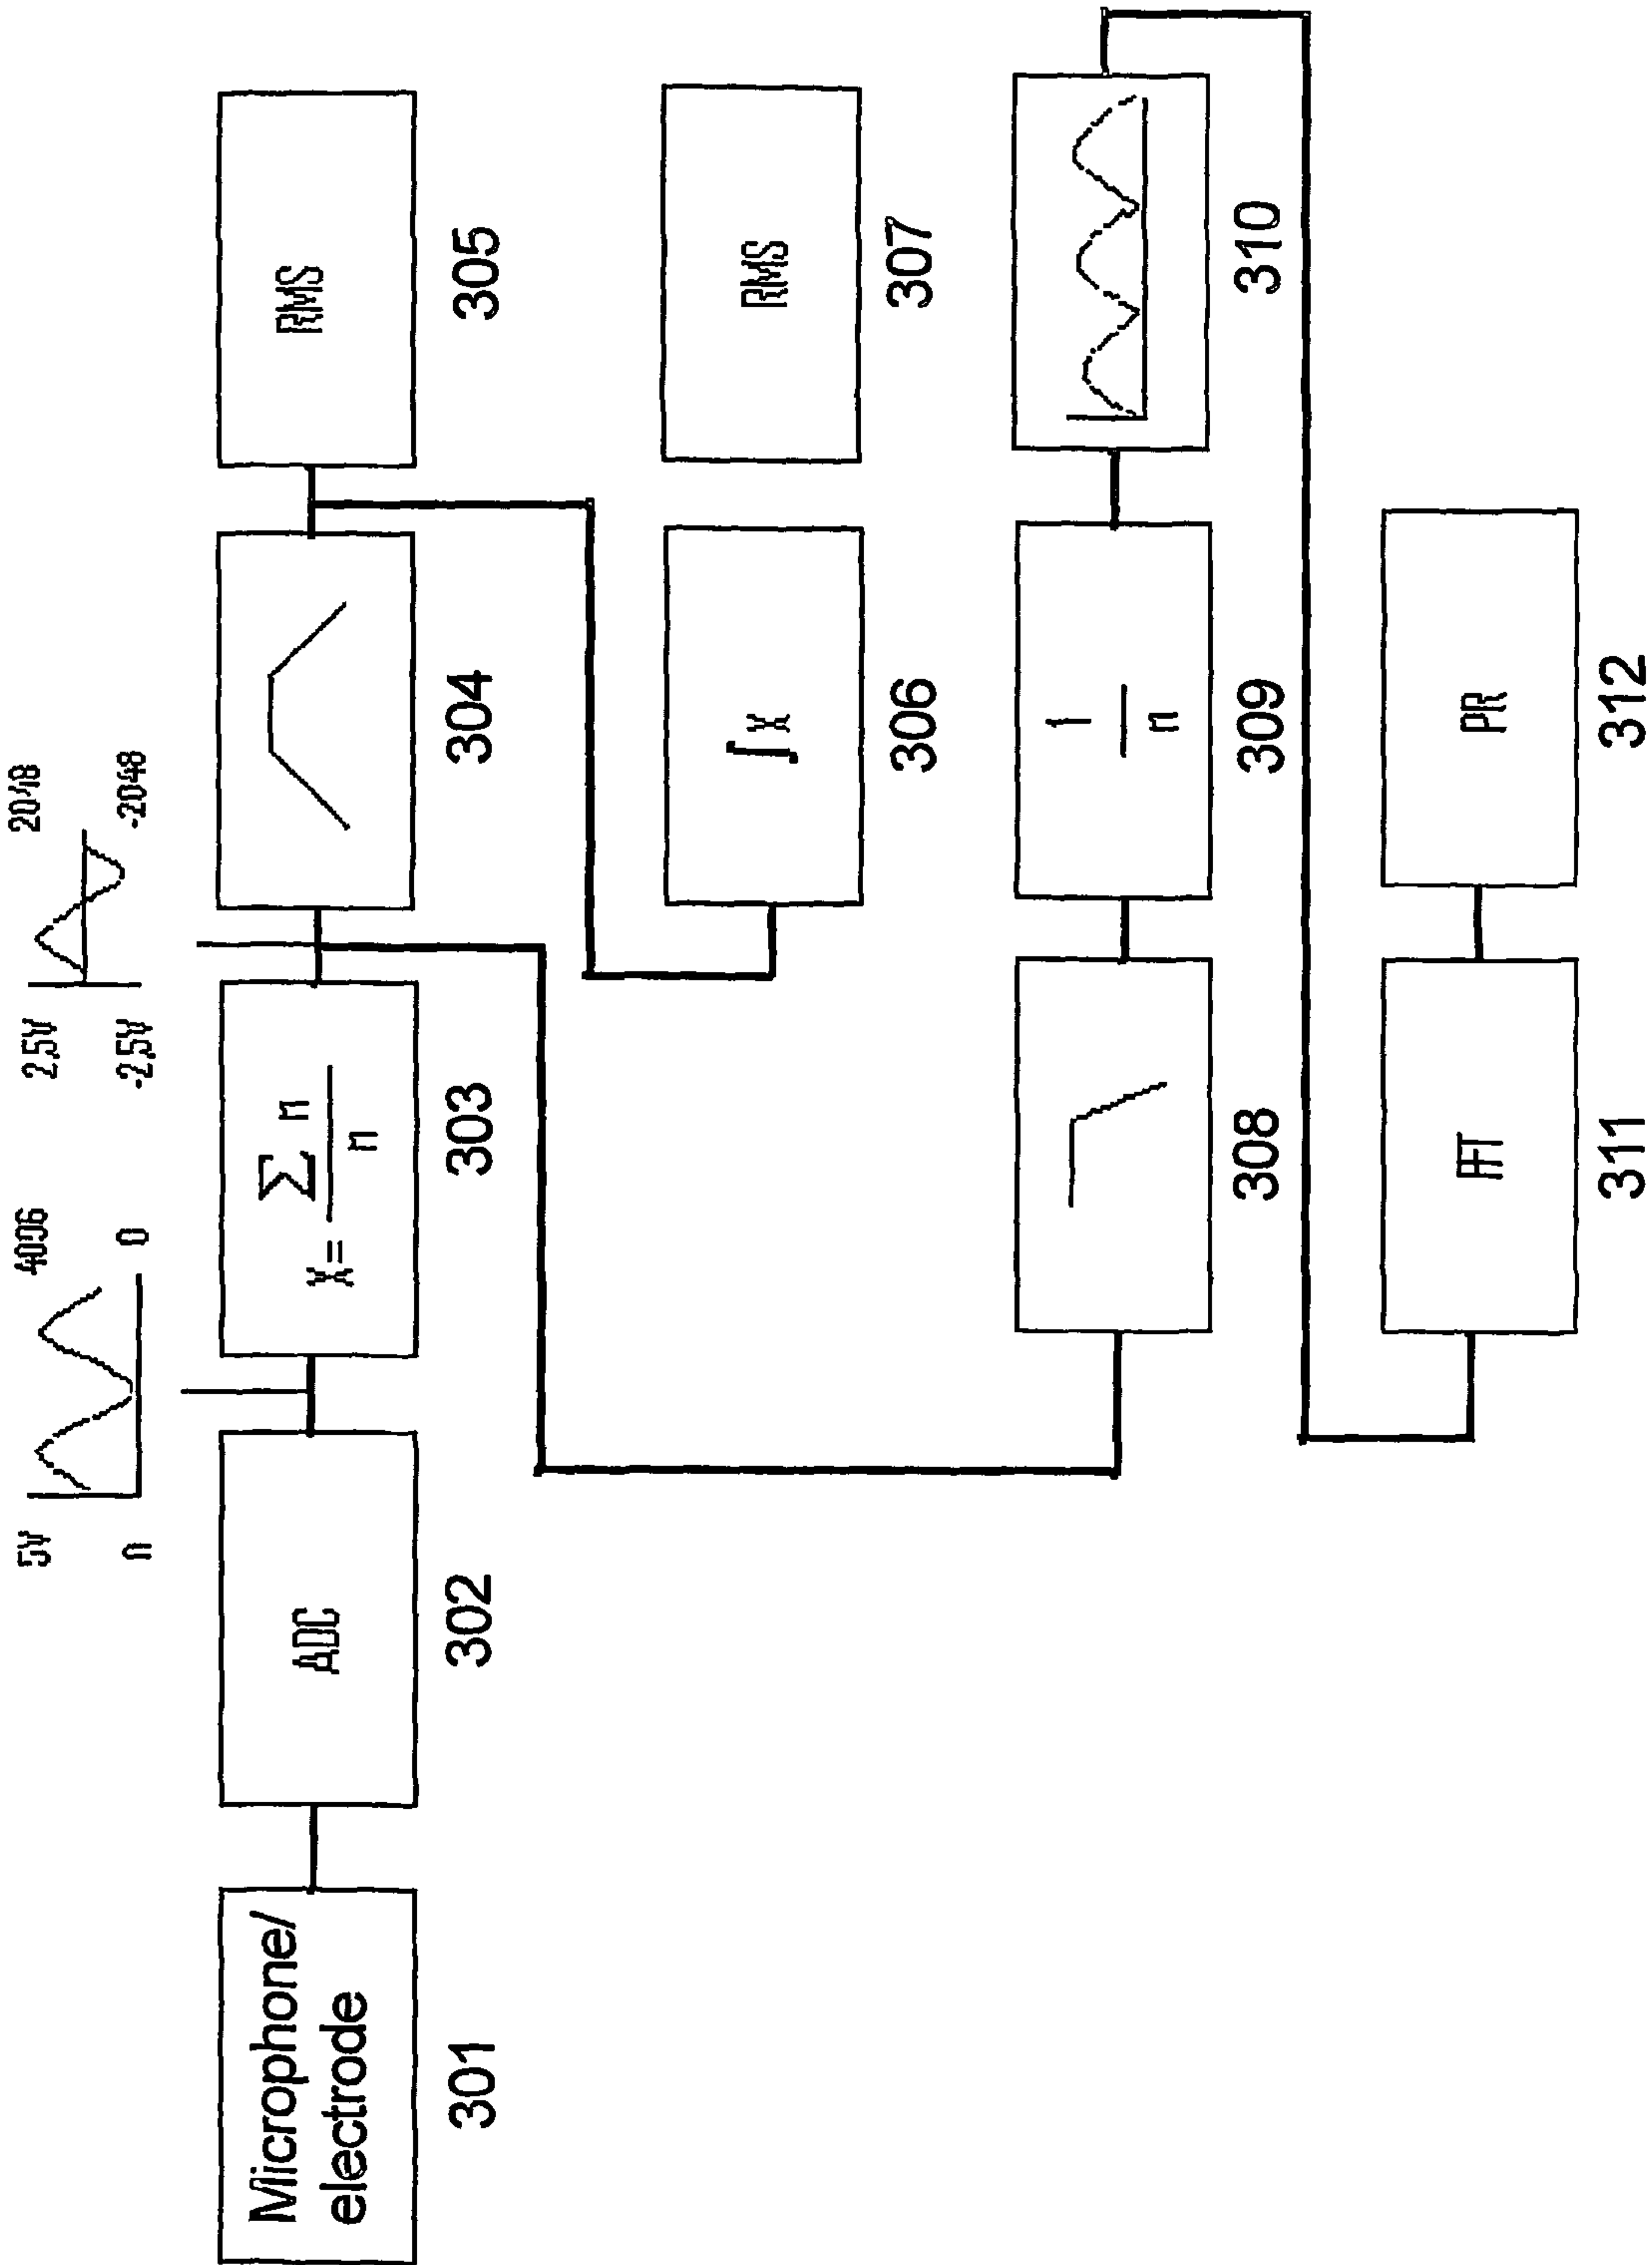 5V
4096
0
0
2.5V
2048
-2.5V
-2048
Microphone/
electrode
301
ADC
302
X = ∑ n / n
303
304
RMS
305
∫ x
306
RMS
307
308
1 / n
309
310
FFT
311
PR
312